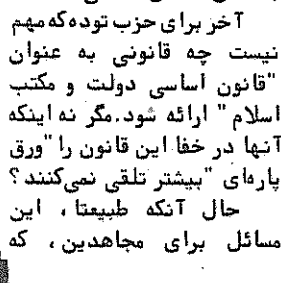 آخر برای حزب توده‌که مهم
نیست چه قانونی به عنوان
"قانون اساسی دولت و مکتب
اسلام" ارائه شود.مگر نه اینکه
آنها در خفا این قانون را "ورق
پاره‌ای" بیشتر تلقی نمی‌کنند؟
حال آنکه طبیعتا، این
مسائل برای مجاهدین، که